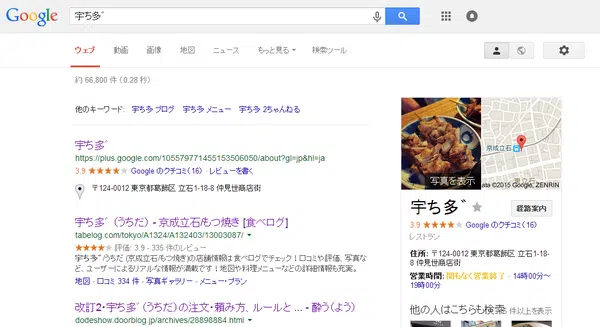 Google
宇ち多゛
ウェブ 動画 画像 地図 ニュース もっと見る 検索ツール
約 66,800 件 (0.28 秒)
他のキーワード: 宇ち多 ブログ 宇ち多 メニュー 宇ち多 2ちゃんねる
宇ち多゛
https://plus.google.com/105579771455153506050/about?gl=jp&hl=ja
3.9 ★★★★★ Google のクチコミ (16) - レビューを書く
〒124-0012 東京都葛飾区 立石1-18-8 仲見世商店街
宇ち多゛ (うちだ) - 京成立石/もつ焼き [食べログ]
tabelog.com/tokyo/A1324/A132403/13003087/
★★★★★ 評価: 3.9 - 335 件のレビュー
宇ち多゛うちだ (京成立石/もつ焼き)の店舗情報は食べログでチェック！口コミや評価、写真な
ど、ユーザーによるリアルな情報が満載です！地図や料理メニューなどの詳細情報も充実。
地図 - 口コミ 334 件 - 写真ギャラリー - メニュー・プラン
改訂2・宇ち多゛(うちだ)の注文・頼み方、ルールと ... - 酔う(よう)
dodeshow.doorblog.jp/archives/28898884.html
写真を表示
京成立石
ata ©2015 Google, ZENRIN
宇ち多゛
経路案内
3.9 ★★★★★ Google のクチコミ (16)
レストラン
住所: 〒124-0012 東京都葛飾区 立石1-18-8
仲見世商店街
営業時間: 間もなく営業終了 · 14時00分～
19時00分
他の人はこちらも検索 件以上を表示